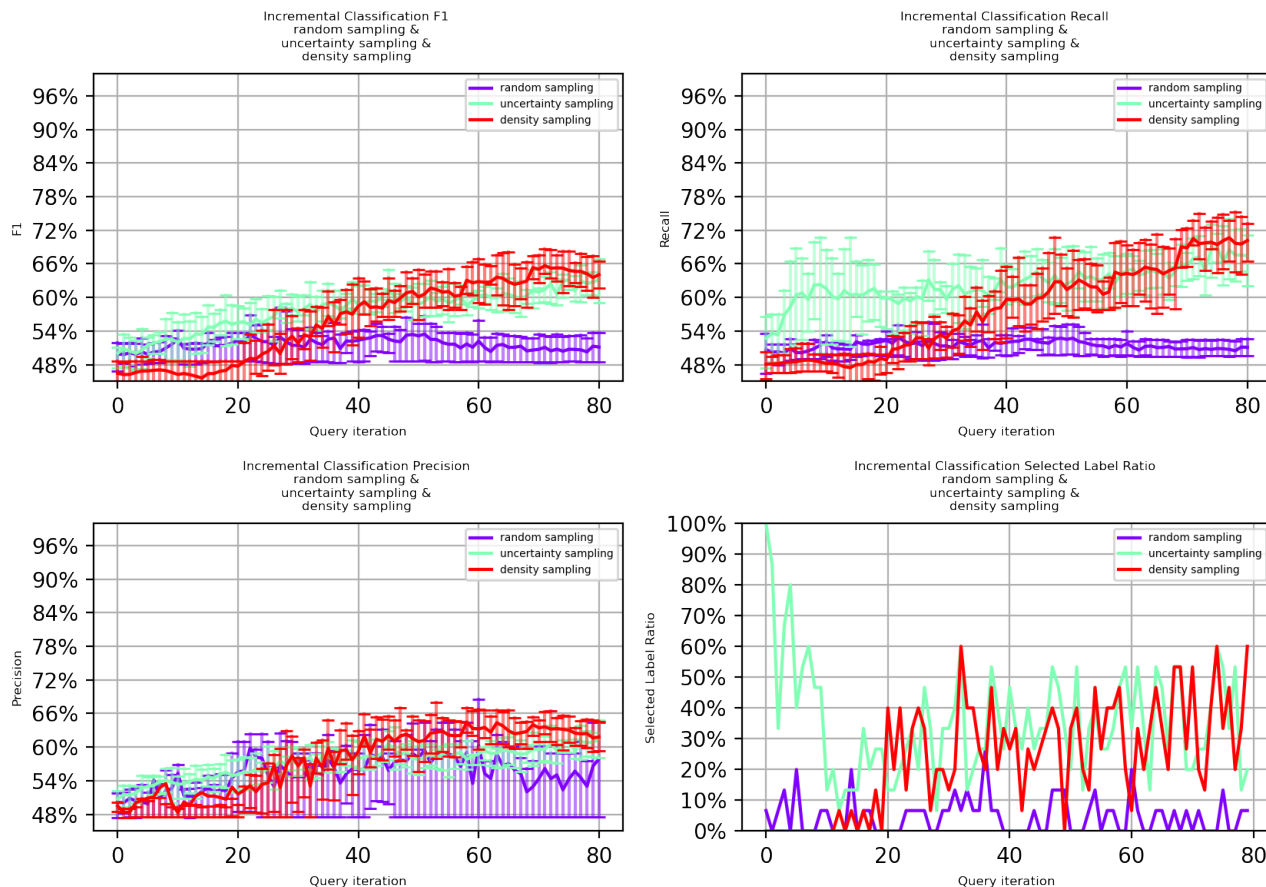 Incremental Classification F1
random sampling &
uncertainty sampling &
density sampling
random sampling
uncertainty sampling
density sampling
96%
90%
84%
78%
72%
66%
60%
54%
48%
F1
0
20
40
60
80
Query iteration
Incremental Classification Recall
random sampling &
uncertainty sampling &
density sampling
random sampling
uncertainty sampling
density sampling
96%
90%
84%
78%
72%
66%
60%
54%
48%
Recall
0
20
40
60
80
Query iteration
Incremental Classification Precision
random sampling &
uncertainty sampling &
density sampling
random sampling
uncertainty sampling
density sampling
96%
90%
84%
78%
72%
66%
60%
54%
48%
Precision
0
20
40
60
80
Query iteration
Incremental Classification Selected Label Ratio
random sampling &
uncertainty sampling &
density sampling
random sampling
uncertainty sampling
density sampling
100%
90%
80%
70%
60%
50%
40%
30%
20%
10%
0%
Selected Label Ratio
0
20
40
60
80
Query iteration